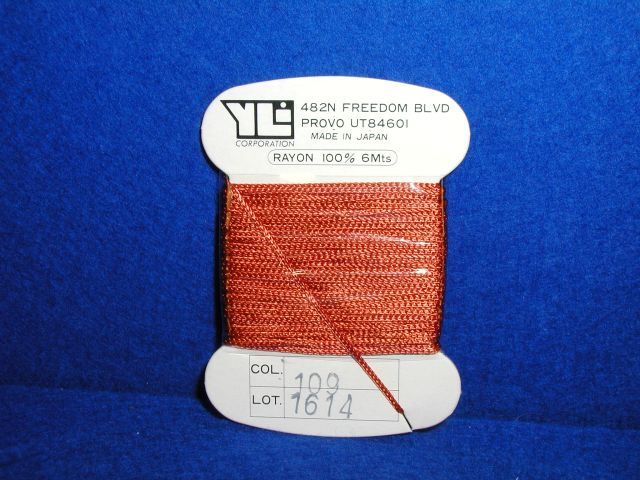 YLI
CORPORATION
482N FREEDOM BLVD
PROVO UT84601
MADE IN JAPAN
RAYON 100% 6Mts
COL. 109
LOT. 1614